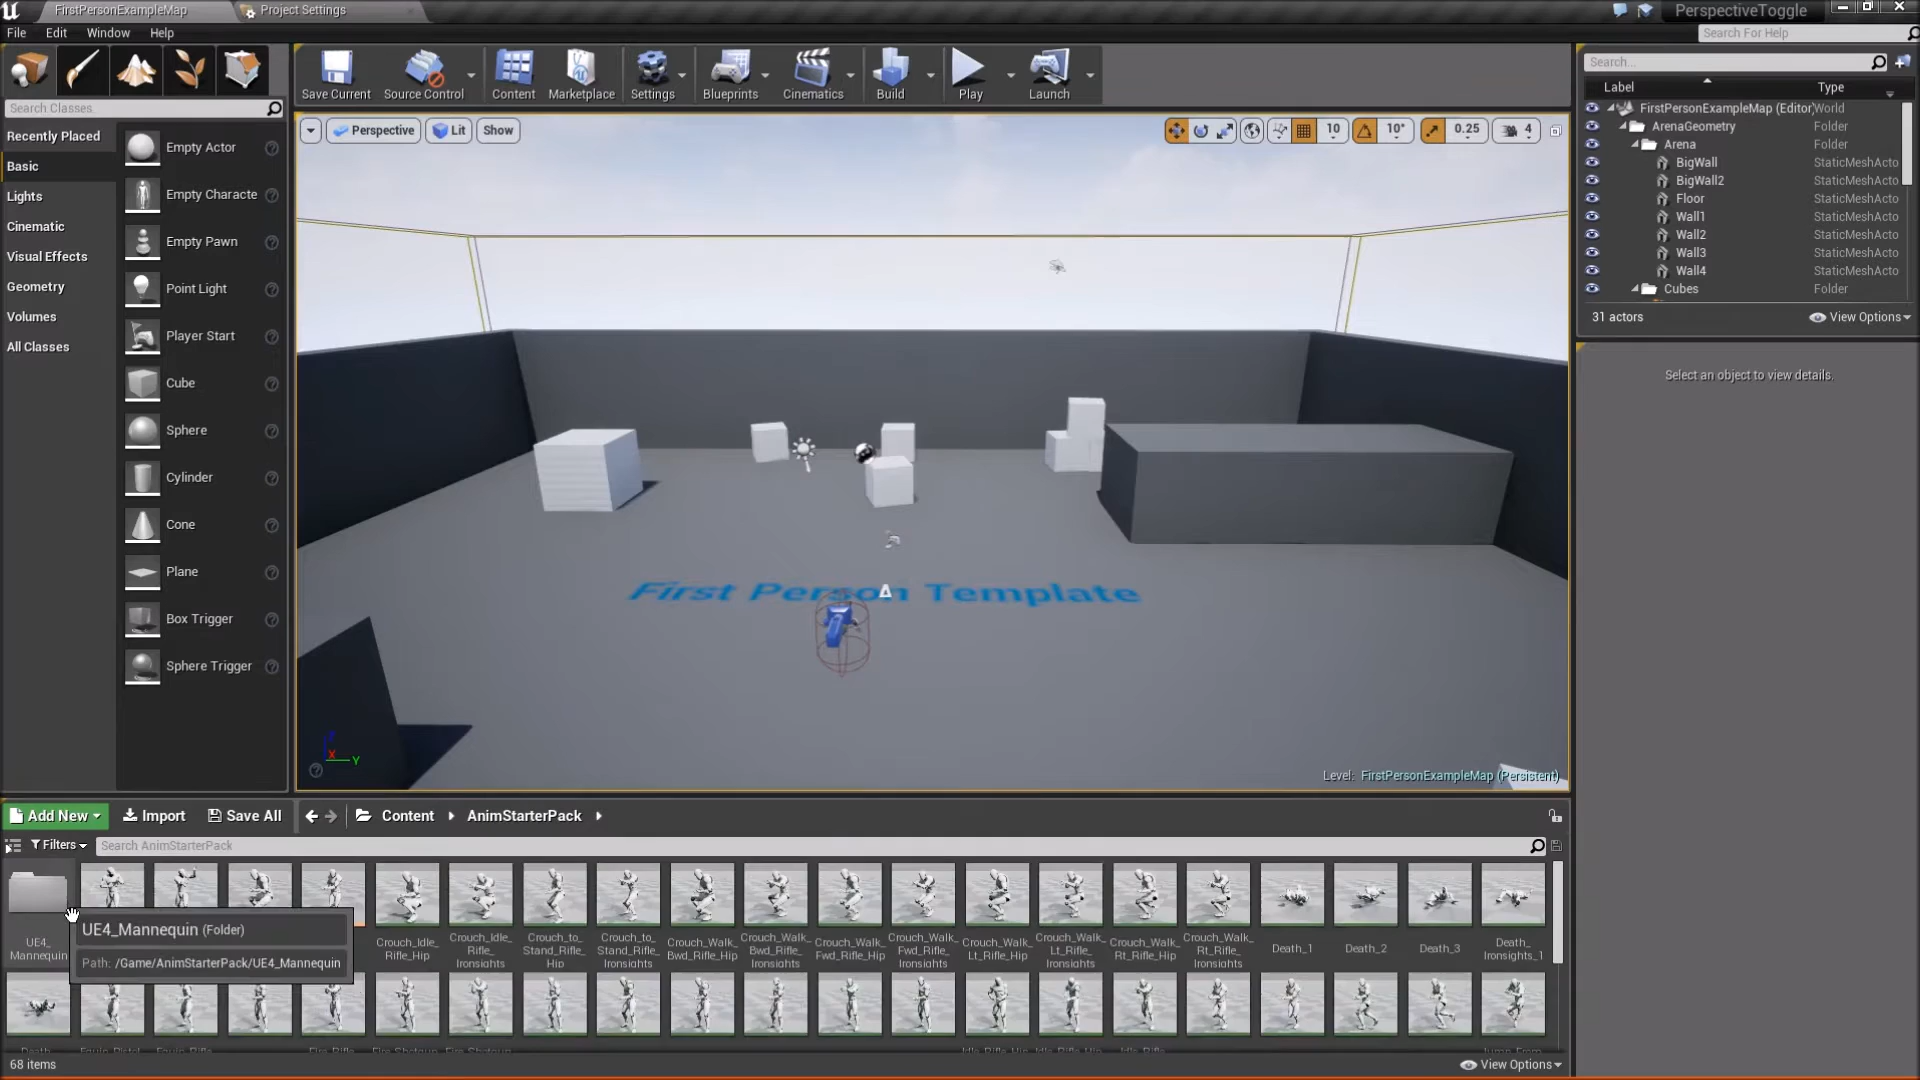 FirstPersonExampleMap
Project Settings
PerspectiveToggle
File
Edit
Window
Help
Search For Help
Save Current
Source Control
Content
Marketplace
Settings
Blueprints
Cinematics
Build
Play
Launch
Search Classes
Recently Placed
Basic
Lights
Cinematic
Visual Effects
Geometry
Volumes
All Classes
Empty Actor
Empty Characte
Empty Pawn
Point Light
Player Start
Cube
Sphere
Cylinder
Cone
Plane
Box Trigger
Sphere Trigger
Perspective
Lit
Show
10
10°
0.25
4
First Person Template
X
Y
Level: FirstPersonExampleMap (Persistent)
Search...
Label
Type
FirstPersonExampleMap (Editor)
World
ArenaGeometry
Folder
Arena
Folder
BigWall
StaticMeshActo
BigWall2
StaticMeshActo
Floor
StaticMeshActo
Wall1
StaticMeshActo
Wall2
StaticMeshActo
Wall3
StaticMeshActo
Wall4
StaticMeshActo
Cubes
Folder
31 actors
View Options
Select an object to view details.
Add New
Import
Save All
Content
AnimStarterPack
Filters
Search AnimStarterPack
UE4_
Mannequin
UE4_Mannequin (Folder)
Path: /Game/AnimStarterPack/UE4_Mannequin
Crouch_Idle_
Rifle_Hip
Crouch_Idle_
Rifle_
Ironsights
Crouch_to_
Stand_Rifle_
Hip
Crouch_to_
Stand_Rifle_
Ironsights
Crouch_Walk_
Bwd_Rifle_Hip
Crouch_Walk_
Bwd_Rifle_
Ironsights
Crouch_Walk_
Fwd_Rifle_Hip
Crouch_Walk_
Fwd_Rifle_
Ironsights
Crouch_Walk_
Lt_Rifle_Hip
Crouch_Walk_
Lt_Rifle_
Ironsights
Crouch_Walk_
Rt_Rifle_Hip
Crouch_Walk_
Rt_Rifle_
Ironsights
Death_1
Death_2
Death_3
Death_
Ironsights_1
68 items
View Options